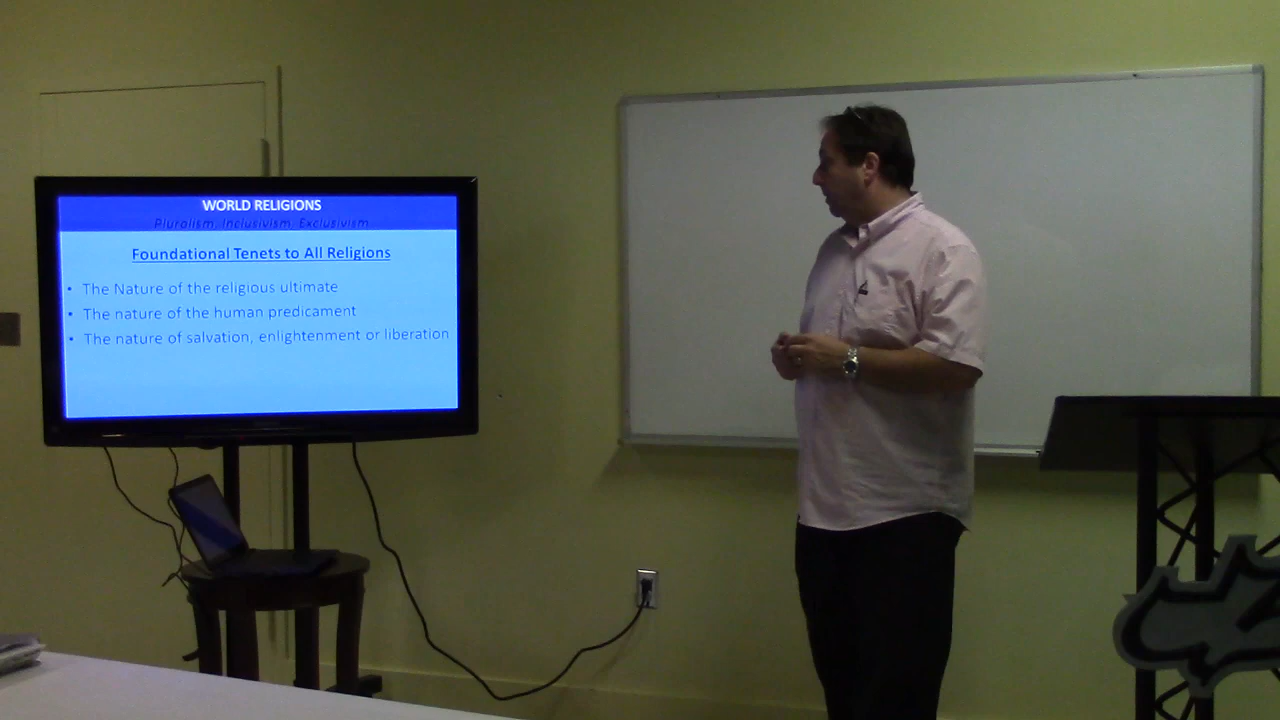 WORLD RELIGIONS
Pluralism, Inclusivism, Exclusivism
Foundational Tenets to All Religions
• The Nature of the religious ultimate
• The nature of the human predicament
• The nature of salvation, enlightenment or liberation